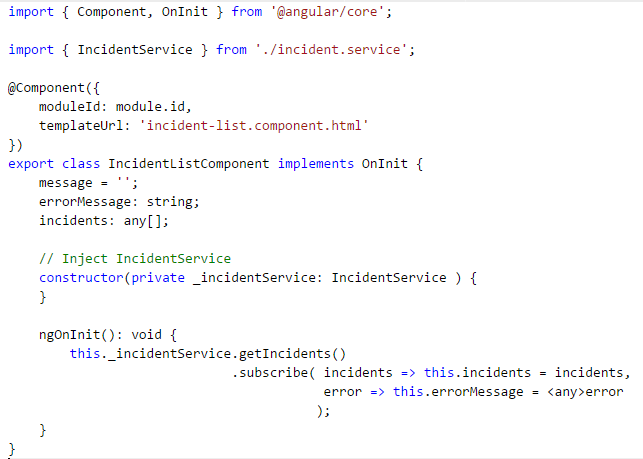 import { Component, OnInit } from '@angular/core';
import { IncidentService } from './incident.service';
@Component({
    moduleId: module.id,
    templateUrl: 'incident-list.component.html'
})
export class IncidentListComponent implements OnInit {
    message = '';
    errorMessage: string;
    incidents: any[];
    // Inject IncidentService
    constructor(private _incidentService: IncidentService ) {
    }
    ngOnInit(): void {
        this._incidentService.getIncidents()
                             .subscribe( incidents => this.incidents = incidents,
                                         error => this.errorMessage = <any>error
                                        );
    }
}